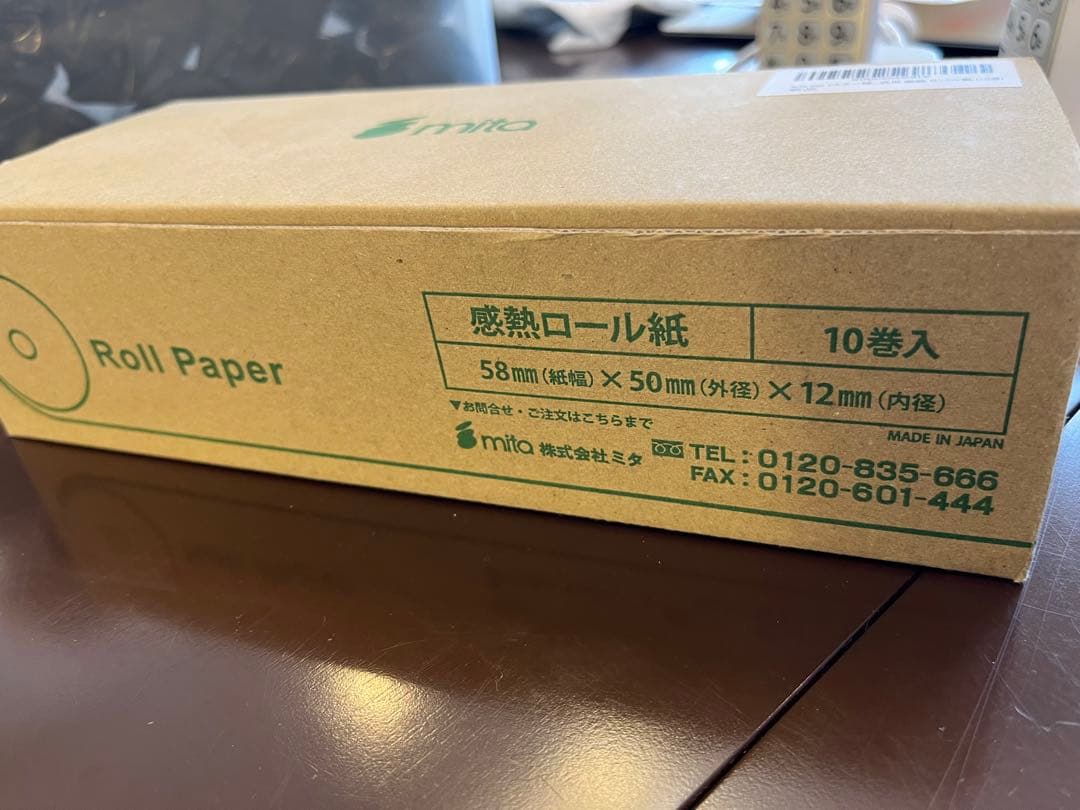 mita
Roll Paper
感熱ロール紙
10巻入
58mm(紙幅)×50mm(外径)×12mm(内径)
▼お問合せ・ご注文はこちらまで
MADE IN JAPAN
mita 株式会社ミタ
TEL:0120-835-666
FAX:0120-601-444